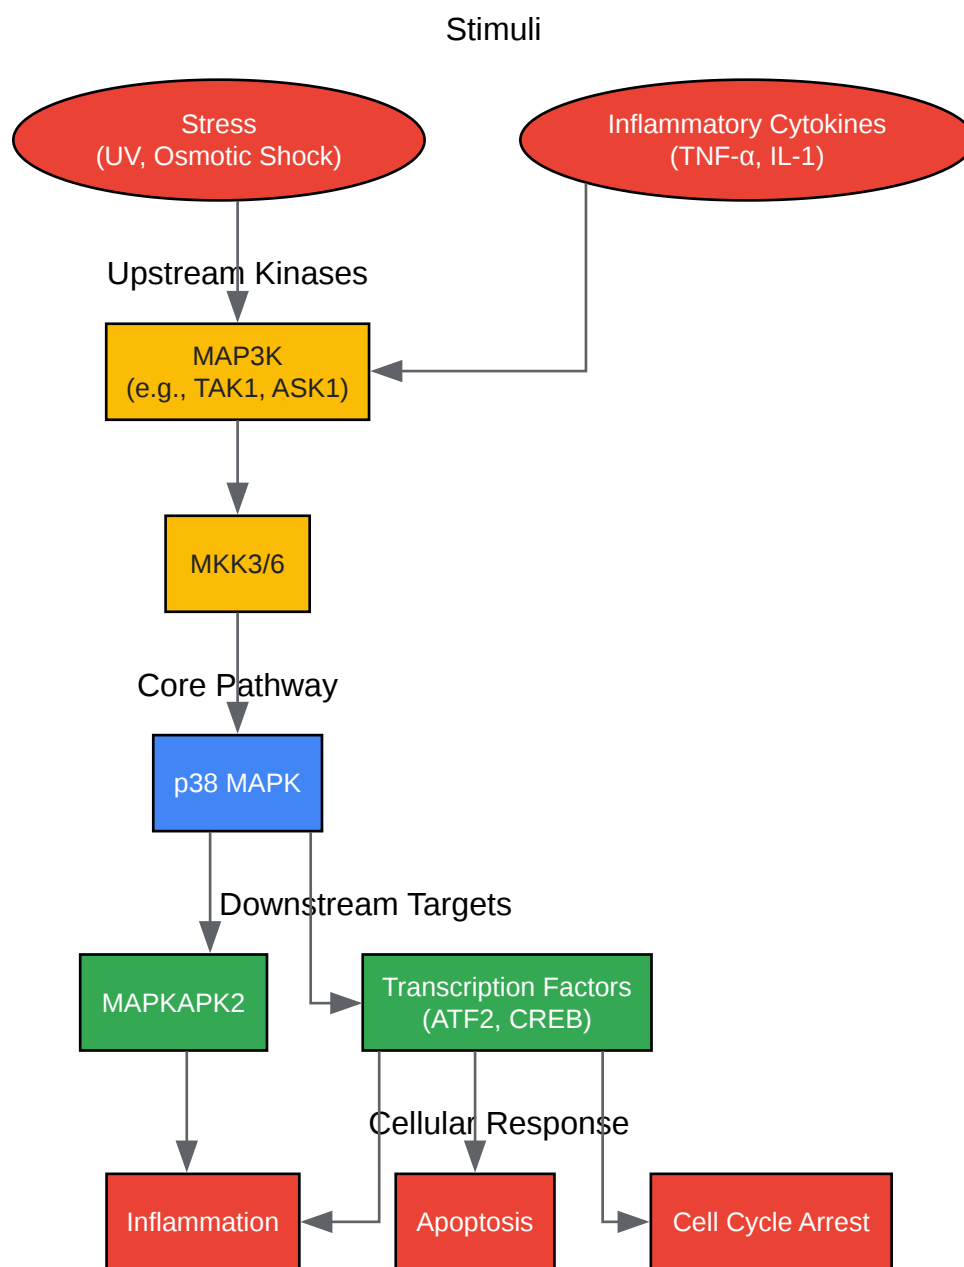 Stimuli
Stress
(UV, Osmotic Shock)
Inflammatory Cytokines
(TNF-α, IL-1)
Upstream Kinases
MAP3K
(e.g., TAK1, ASK1)
MKK3/6
Core Pathway
p38 MAPK
Downstream Targets
MAPKAPK2
Transcription Factors
(ATF2, CREB)
Cellular Response
Inflammation
Apoptosis
Cell Cycle Arrest